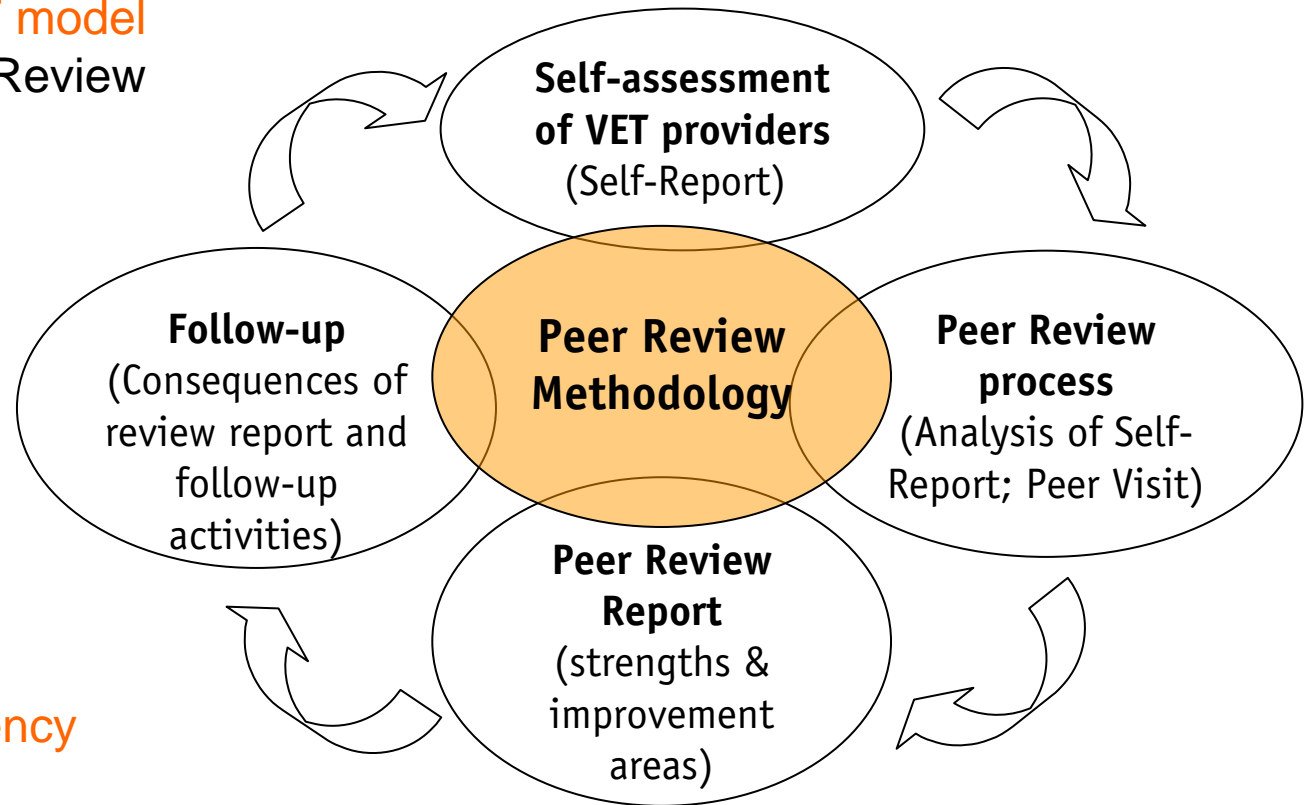 model
Review
Self-assessment
of VET providers
(Self-Report)
Peer Review
Methodology
Follow-up
(Consequences of
review report and
follow-up
activities)
Peer Review
process
(Analysis of Self-
Report; Peer Visit)
Peer Review
Report
(strengths &
improvement
areas)